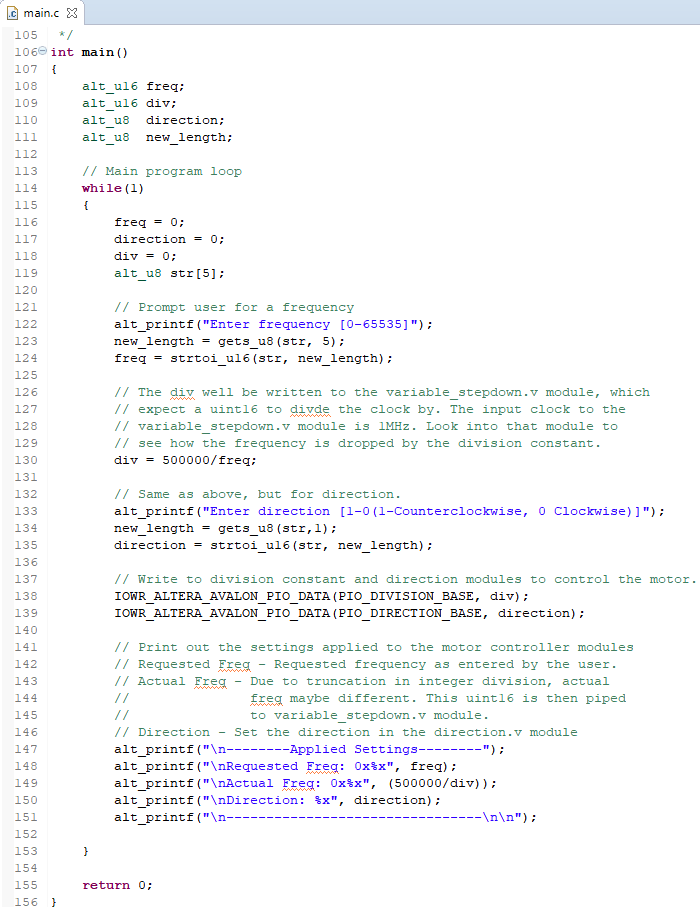 main.c
105 */
106 int main()
107 {
108 alt_u16 freq;
109 alt_u16 div;
110 alt_u8 direction;
111 alt_u8 new_length;
112
113 // Main program loop
114 while(1)
115 {
116 freq = 0;
117 direction = 0;
118 div = 0;
119 alt_u8 str[5];
120
121 // Prompt user for a frequency
122 alt_printf("Enter frequency [0-65535]");
123 new_length = gets_u8(str, 5);
124 freq = strtoi_u16(str, new_length);
125
126 // The div well be written to the variable_stepdown.v module, which
127 // expect a uint16 to divde the clock by. The input clock to the
128 // variable_stepdown.v module is 1MHz. Look into that module to
129 // see how the frequency is dropped by the division constant.
130 div = 500000/freq;
131
132 // Same as above, but for direction.
133 alt_printf("Enter direction [1-0(1-Counterclockwise, 0 Clockwise)]");
134 new_length = gets_u8(str,1);
135 direction = strtoi_u16(str, new_length);
136
137 // Write to division constant and direction modules to control the motor.
138 IOWR_ALTERA_AVALON_PIO_DATA(PIO_DIVISION_BASE, div);
139 IOWR_ALTERA_AVALON_PIO_DATA(PIO_DIRECTION_BASE, direction);
140
141 // Print out the settings applied to the motor controller modules
142 // Requested Freq - Requested frequency as entered by the user.
143 // Actual Freq - Due to truncation in integer division, actual
144 // freq maybe different. This uint16 is then piped
145 // to variable_stepdown.v module.
146 // Direction - Set the direction in the direction.v module
147 alt_printf("\n--------Applied Settings--------");
148 alt_printf("\nRequested Freq: 0x%x", freq);
149 alt_printf("\nActual Freq: 0x%x", (500000/div));
150 alt_printf("\nDirection: %x", direction);
151 alt_printf("\n--------------------------------\n\n");
152
153 }
154
155 return 0;
156 }